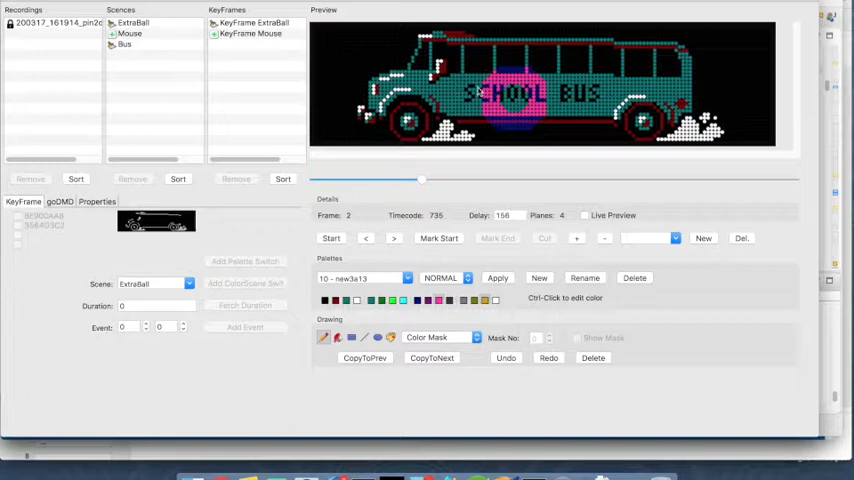 Recordings Scences KeyFrames Preview
200317_161914_pin2d
ExtraBall
Mouse
Bus
KeyFrame ExtraBall
KeyFrame Mouse
SCHOOL BUS
Remove Sort Remove Sort Remove Sort
KeyFrame goDMD Properties
Details
Frame: 2 Timecode: 735 Delay: 156 Planes: 4 Live Preview
Start < > Mark Start Mark End Cut + - New Del.
Add Palette Switch
Palettes
Scene: ExtraBall Add ColorScene Swit
10 - new3a13 NORMAL Apply New Rename Delete
Duration: 0 Fetch Duration
Ctrl-Click to edit color
Event: 0 0 Add Event
Drawing
Color Mask Mask No: 0 Show Mask
CopyToPrev CopyToNext Undo Redo Delete